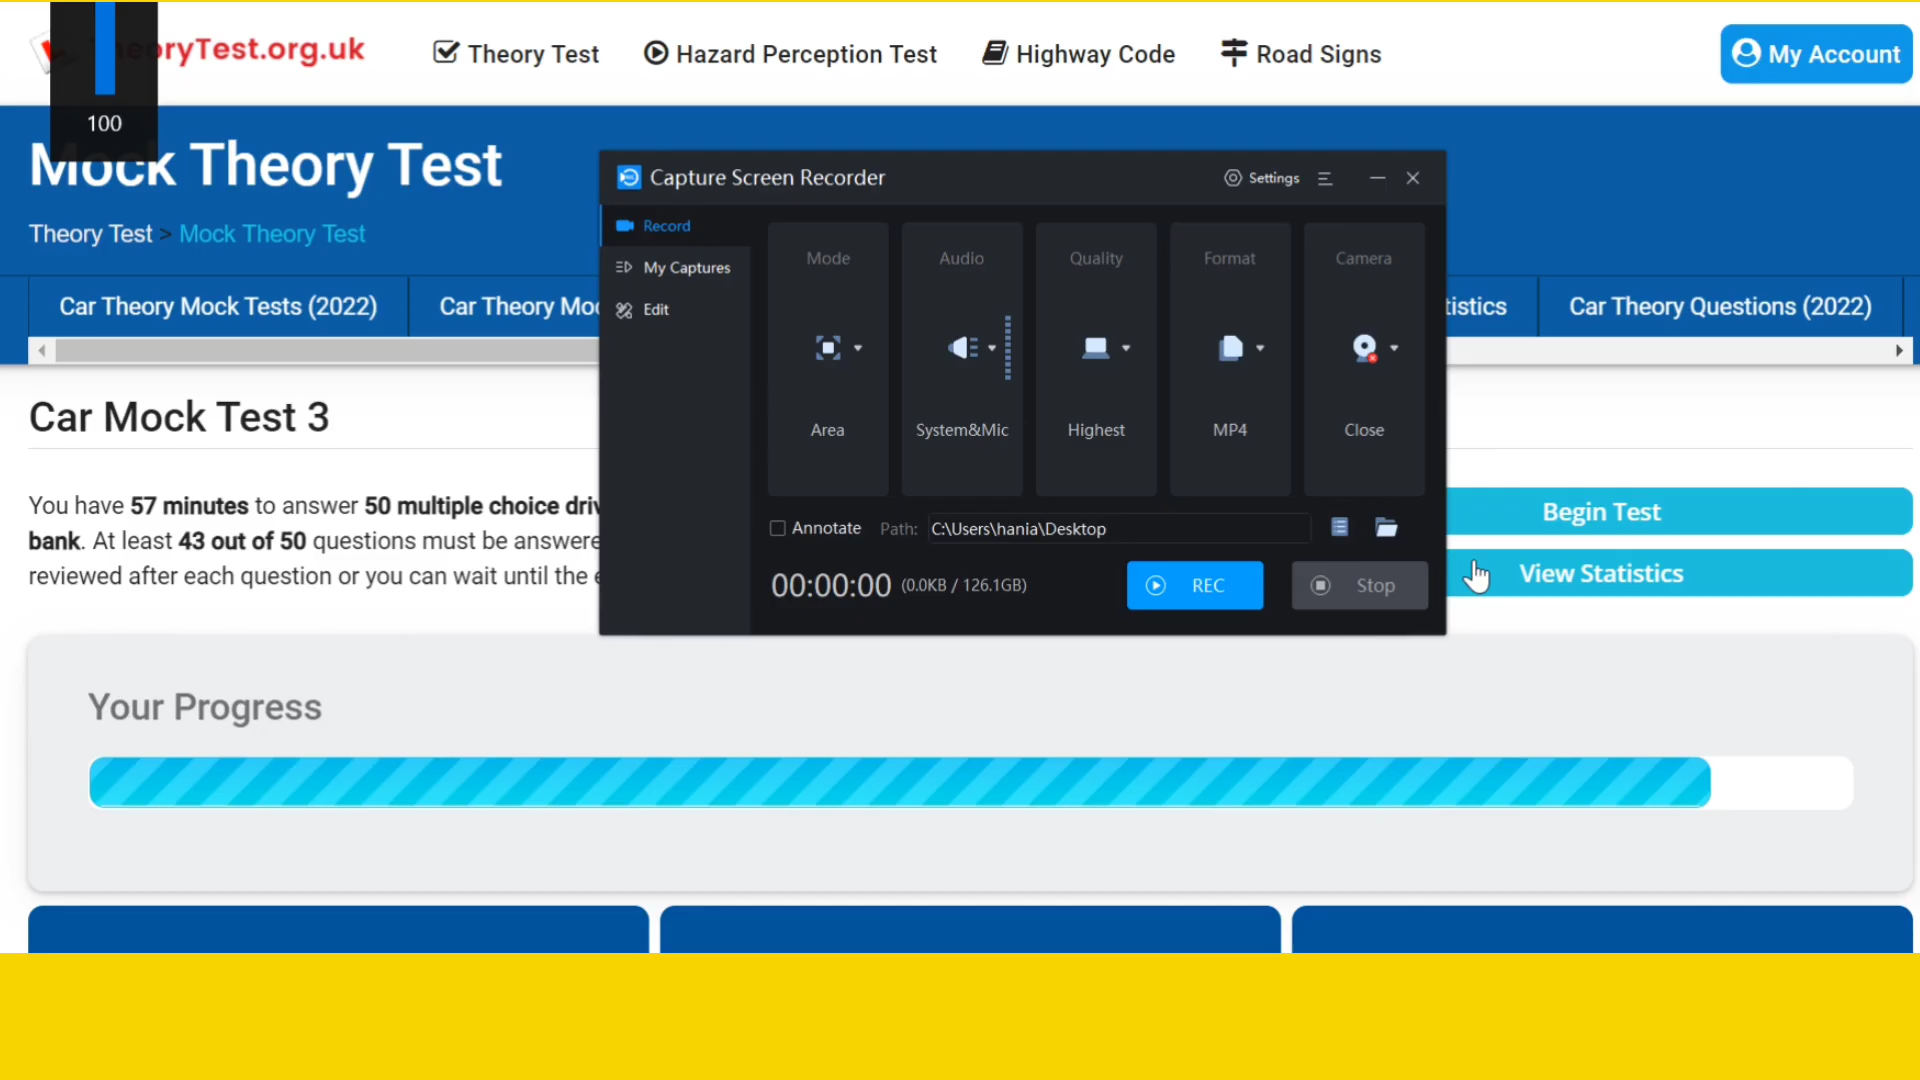 oryTest.org.uk
Theory Test
Hazard Perception Test
Highway Code
Road Signs
My Account
100
Mock Theory Test
Theory Test > Mock Theory Test
Car Theory Mock Tests (2022)
Car Theory Moc
tistics
Car Theory Questions (2022)
Capture Screen Recorder
Settings
Record
My Captures
Edit
Mode
Audio
Quality
Format
Camera
Area
System&Mic
Highest
MP4
Close
Annotate
Path:
C:\Users\hania\Desktop
00:00:00
(0.0KB / 126.1GB)
REC
Stop
Car Mock Test 3
You have 57 minutes to answer 50 multiple choice driv
bank. At least 43 out of 50 questions must be answere
reviewed after each question or you can wait until the e
Begin Test
View Statistics
Your Progress